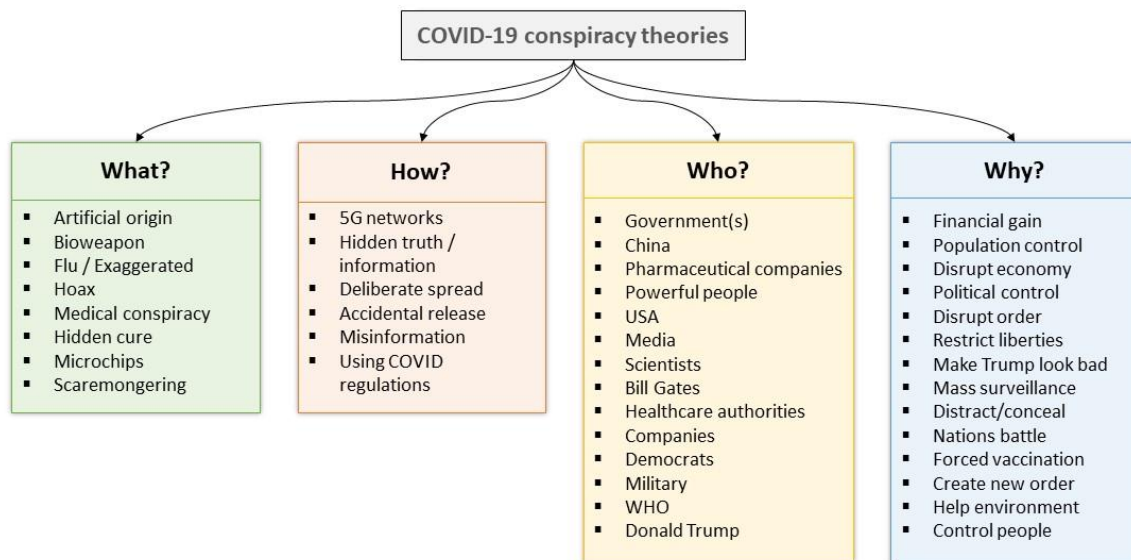 COVID-19 conspiracy theories
What?
▪ Artificial origin
▪ Bioweapon
▪ Flu / Exaggerated
▪ Hoax
▪ Medical conspiracy
▪ Hidden cure
▪ Microchips
▪ Scaremongering
How?
▪ 5G networks
▪ Hidden truth /
information
▪ Deliberate spread
▪ Accidental release
▪ Misinformation
▪ Using COVID
regulations
Who?
▪ Government(s)
▪ China
▪ Pharmaceutical companies
▪ Powerful people
▪ USA
▪ Media
▪ Scientists
▪ Bill Gates
▪ Healthcare authorities
▪ Companies
▪ Democrats
▪ Military
▪ WHO
▪ Donald Trump
Why?
▪ Financial gain
▪ Population control
▪ Disrupt economy
▪ Political control
▪ Disrupt order
▪ Restrict liberties
▪ Make Trump look bad
▪ Mass surveillance
▪ Distract/conceal
▪ Nations battle
▪ Forced vaccination
▪ Create new order
▪ Help environment
▪ Control people